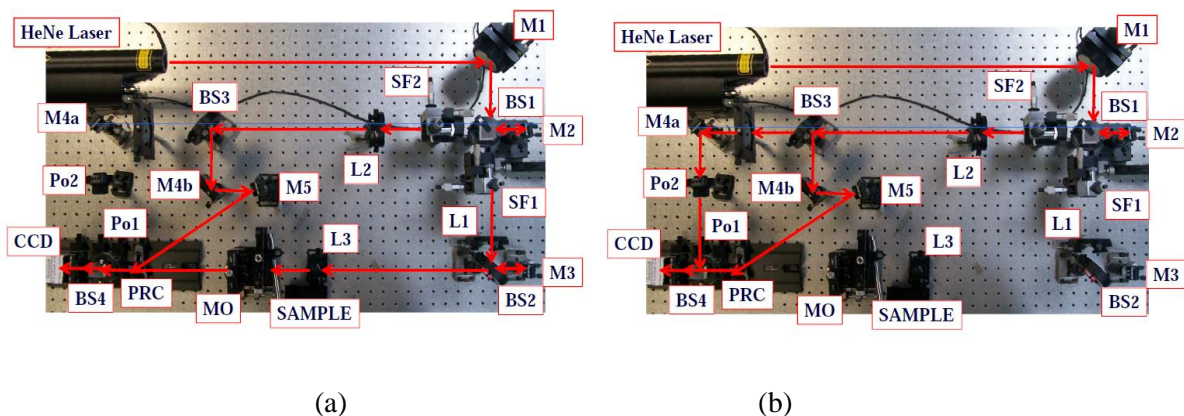 HeNe Laser
M1
SF2
BS1
BS3
M4a
M2
L2
Po2
M4b
M5
SF1
L1
Po1
CCD
L3
M3
BS4
PRC
MO
SAMPLE
BS2
(a)
HeNe Laser
M1
SF2
BS1
BS3
M4a
M2
L2
Po2
M4b
M5
SF1
L1
Po1
CCD
L3
M3
BS4
PRC
MO
SAMPLE
BS2
(b)